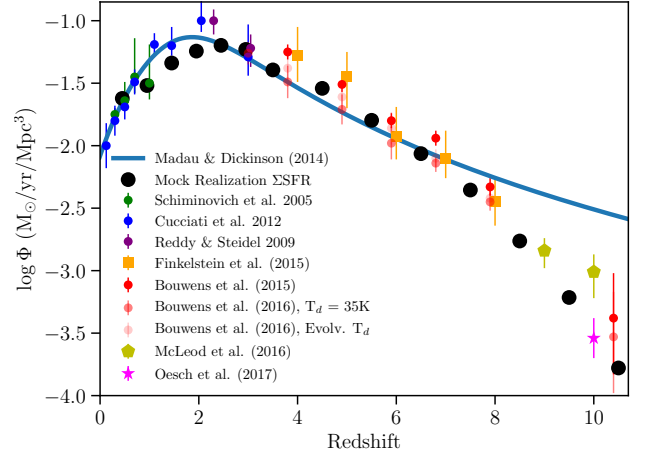 −1.0
−1.5
−2.0
−2.5
−3.0
−3.5
−4.0
log Φ (M⊙/yr/Mpc³)
Madau & Dickinson (2014)
Mock Realization ΣSFR
Schiminovich et al. 2005
Cucciati et al. 2012
Reddy & Steidel 2009
Finkelstein et al. (2015)
Bouwens et al. (2015)
Bouwens et al. (2016), T_d = 35K
Bouwens et al. (2016), Evolv. T_d
McLeod et al. (2016)
Oesch et al. (2017)
0 2 4 6 8 10
Redshift